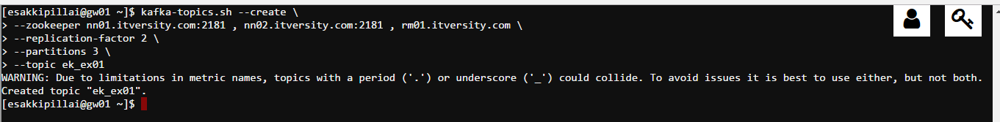 [esakkipillai@gw01 ~]$ kafka-topics.sh --create \
> --zookeeper nn01.itversity.com:2181 , nn02.itversity.com:2181 , rm01.itversity.com \
> --replication-factor 2 \
> --partitions 3 \
> --topic ek_ex01
WARNING: Due to limitations in metric names, topics with a period ('.') or underscore ('_') could collide. To avoid issues it is best to use either, but not both.
Created topic "ek_ex01".
[esakkipillai@gw01 ~]$